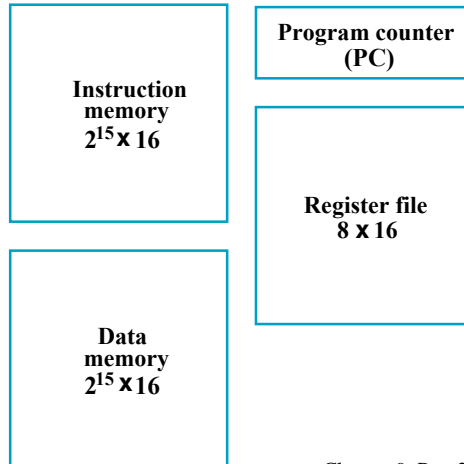 Instruction
memory
2¹⁵ x 16
Program counter
(PC)
Register file
8 x 16
Data
memory
2¹⁵ x 16